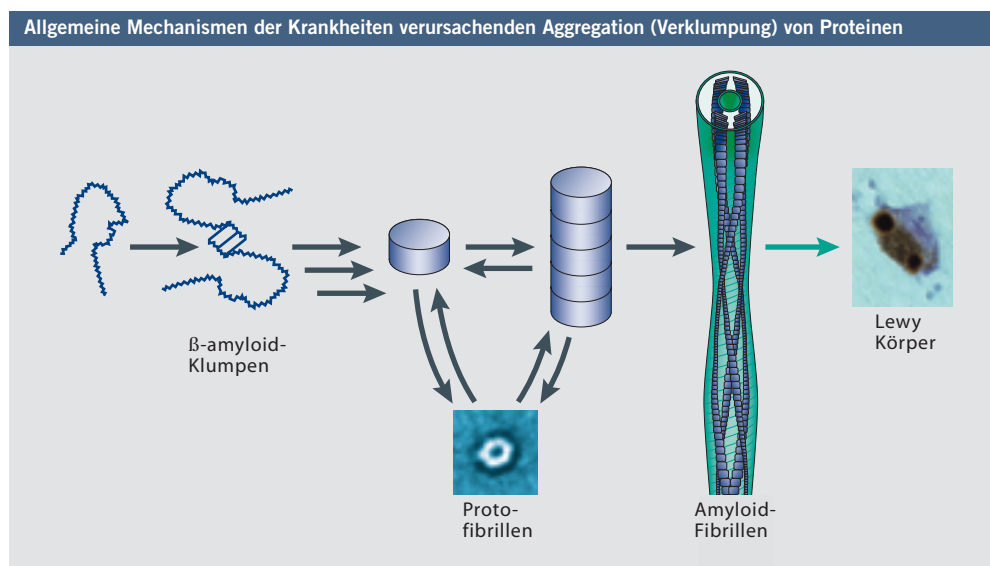 Allgemeine Mechanismen der Krankheiten verursachenden Aggregation (Verklumpung) von Proteinen
ß-amyloid-
Klumpen
Proto-
fibrillen
Amyloid-
Fibrillen
Lewy
Körper